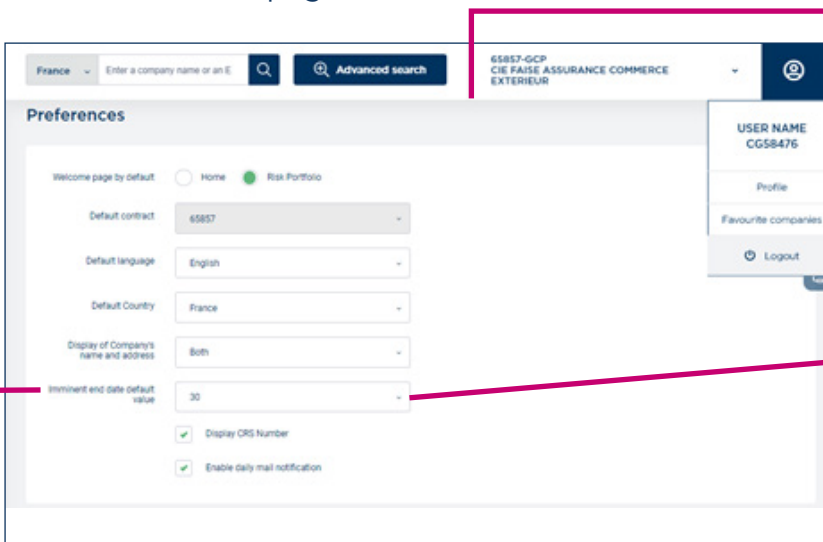 France
Enter a company name or an E
Advanced search
65857-GCP
CIE FAISE ASSURANCE COMMERCE
EXTERIEUR
Preferences
USER NAME
CG58476
Profile
Favourite companies
Logout
Welcome page by default
Home
Risk Portfolio
Default contract
65857
Default language
English
Default Country
France
Display of Company's
name and address
Both
Imminent end date default
value
30
Display CRS Number
Enable daily mail notification